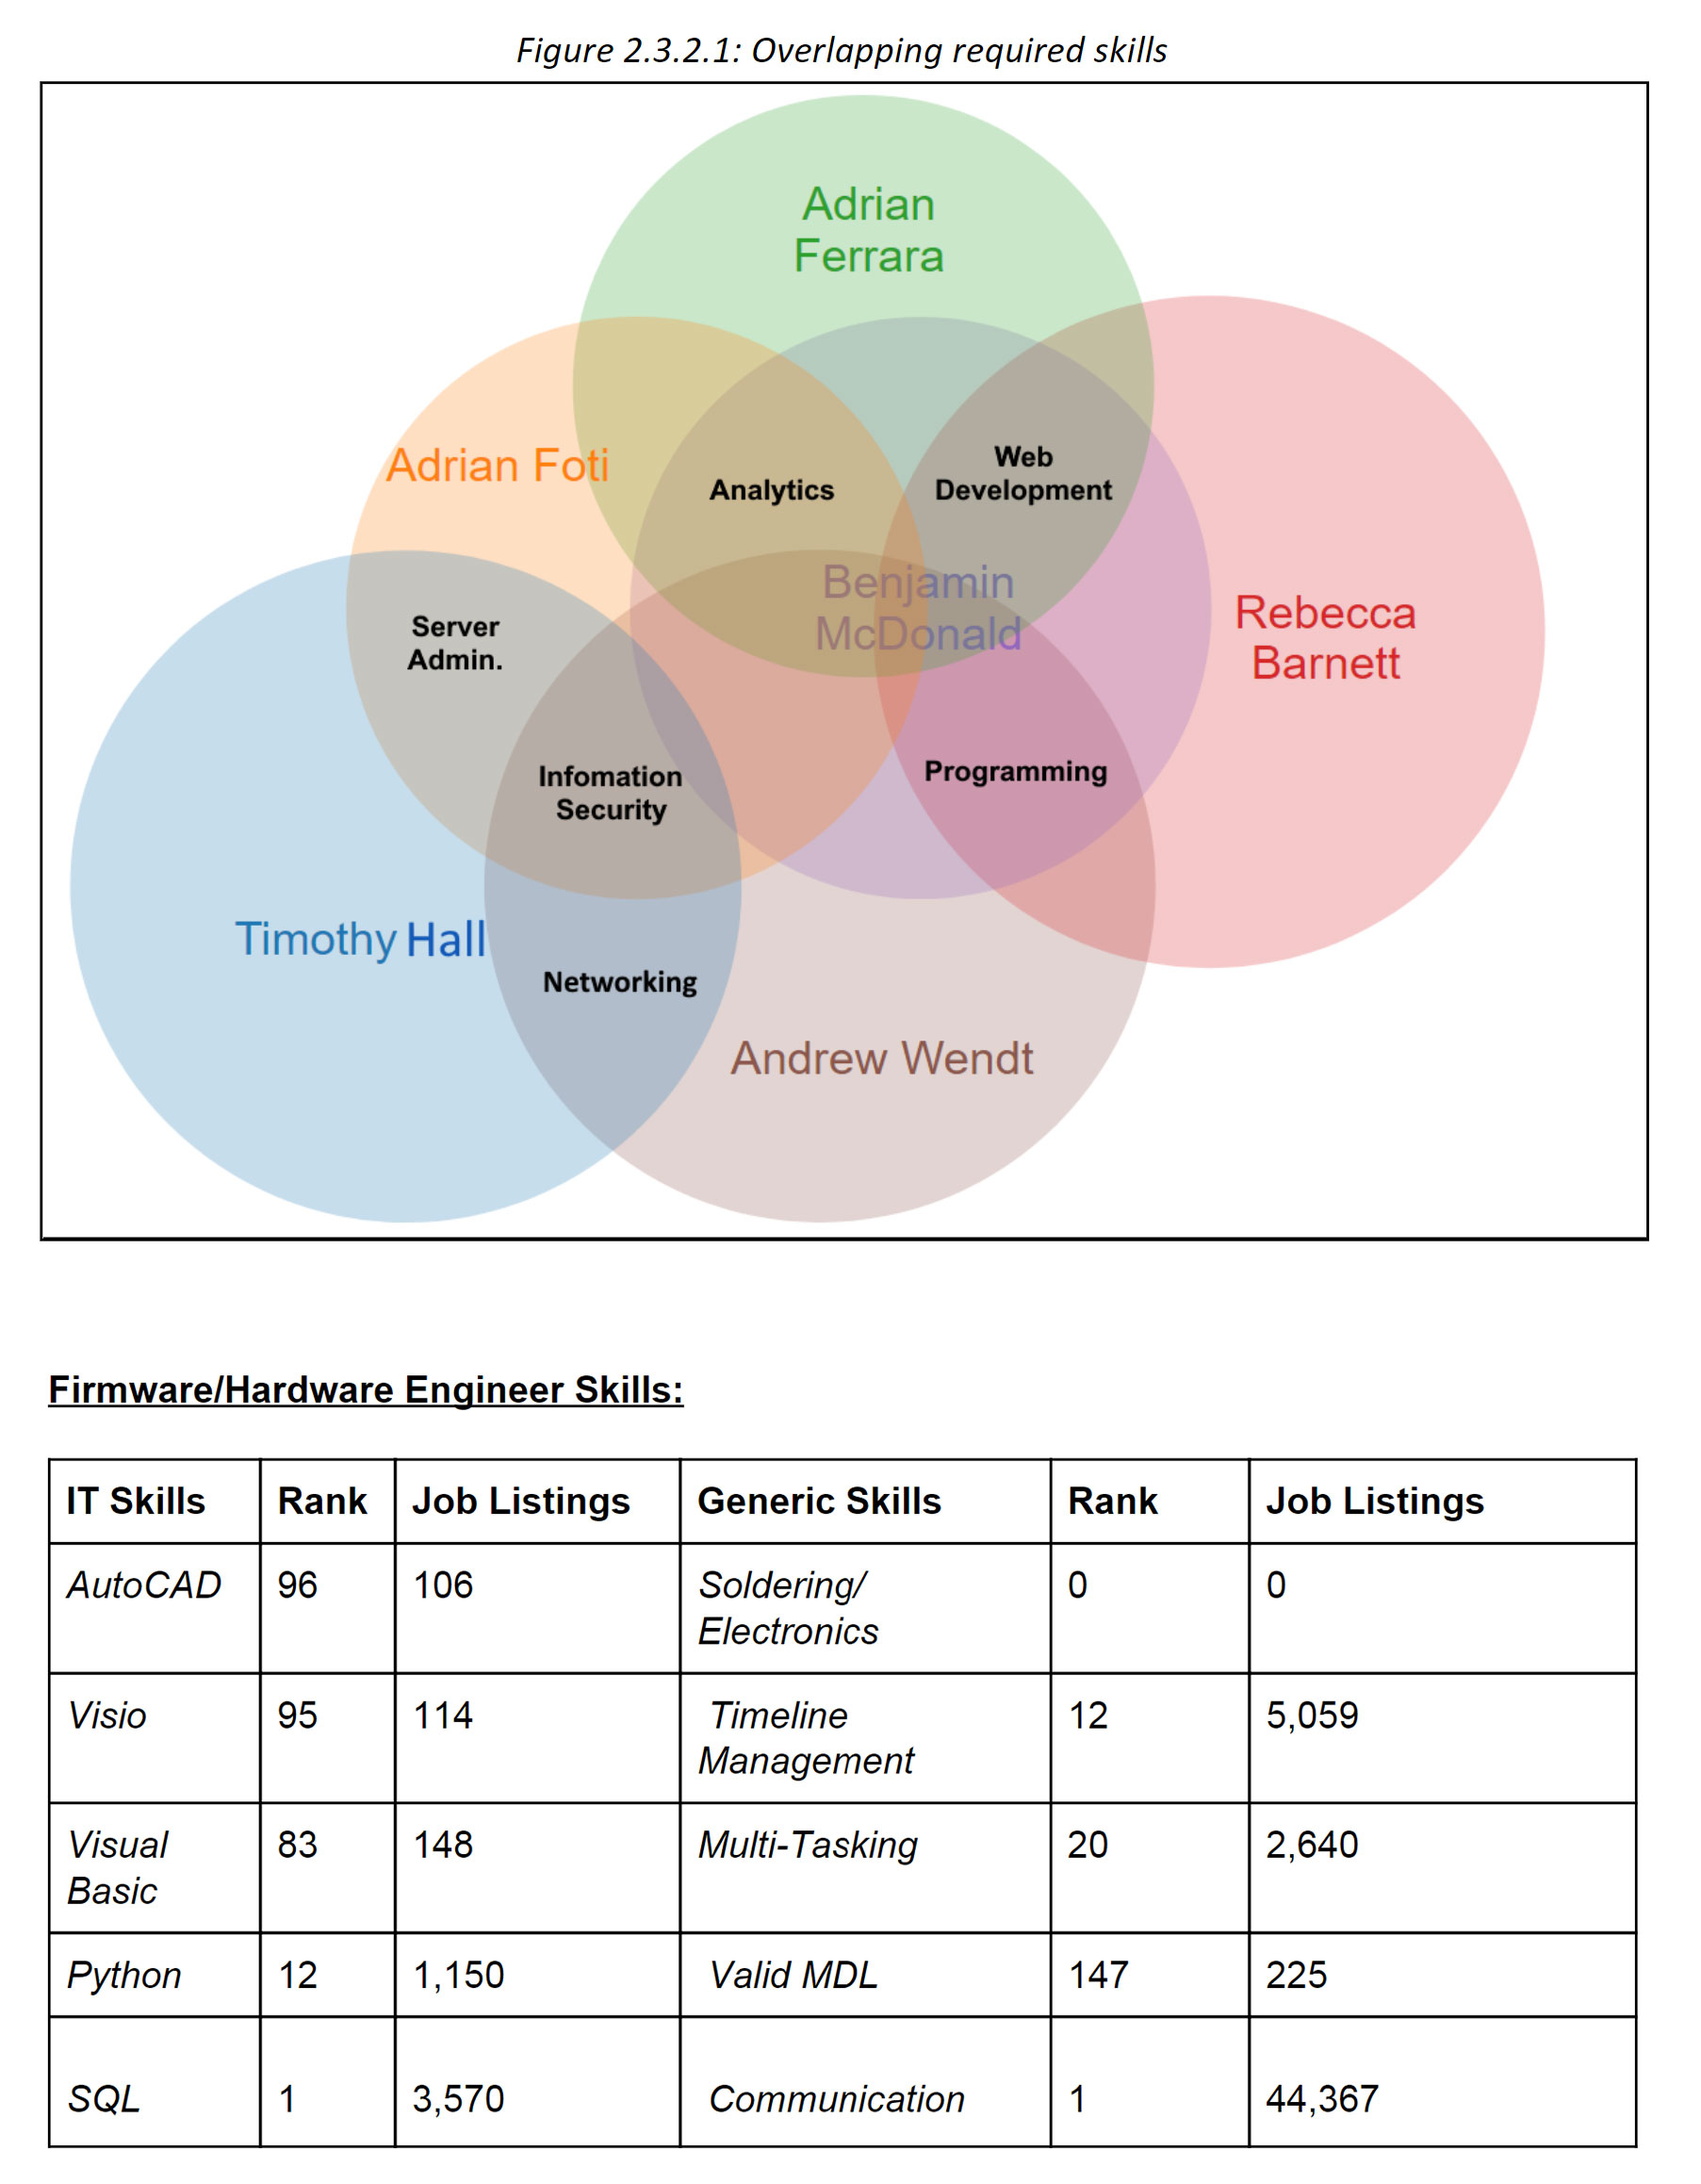 Figure 2.3.2.1: Overlapping required skills
Adrian
Ferrara
Adrian Foti
Web
Development
Analytics
Benjamin
McDonald
Rebecca
Barnett
Server
Admin.
Infomation
Security
Programming
Timothy Hall
Networking
Andrew Wendt
Firmware/Hardware Engineer Skills:
IT Skills Rank Job Listings Generic Skills Rank Job Listings
AutoCAD 96 106 Soldering/ 0 0
Electronics
Visio 95 114 Timeline 12 5,059
Management
Visual 83 148 Multi-Tasking 20 2,640
Basic
Python 12 1,150 Valid MDL 147 225
SQL 1 3,570 Communication 1 44,367